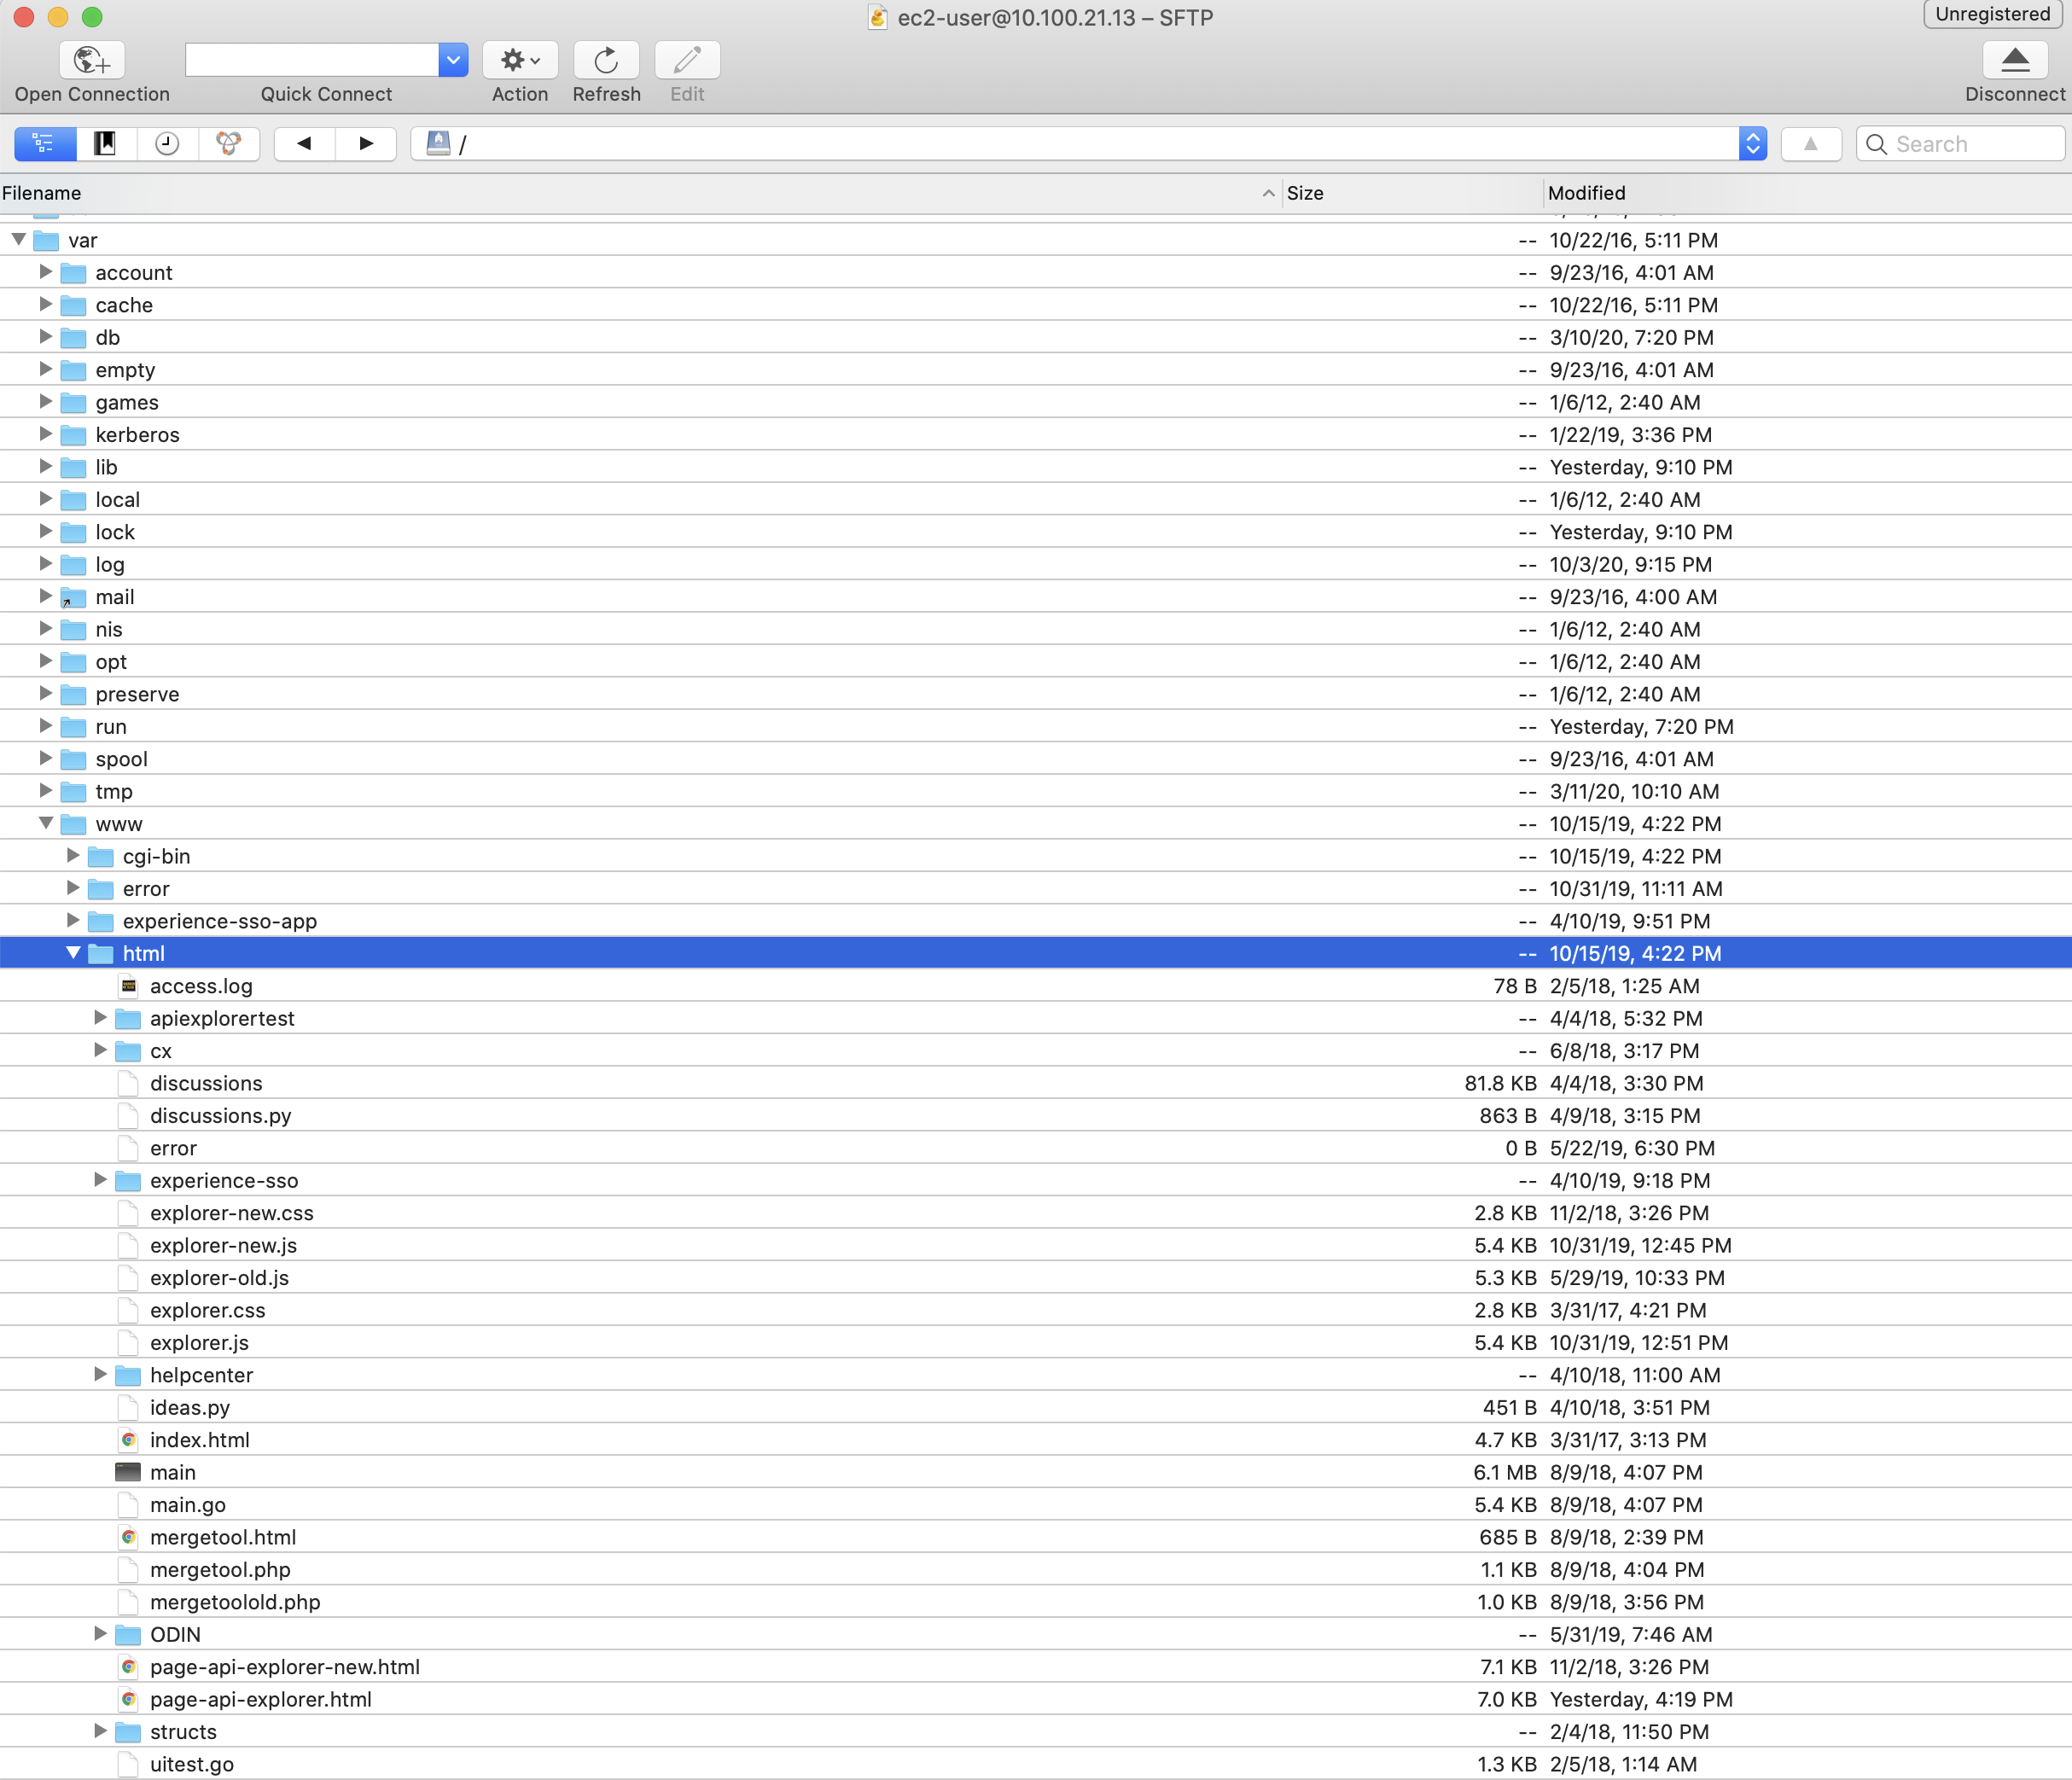 ec2-user@10.100.21.13 – SFTP
Unregistered
Open Connection Quick Connect Action Refresh Edit Disconnect
/ Search
Filename Size Modified
var -- 10/22/16, 5:11 PM
account -- 9/23/16, 4:01 AM
cache -- 10/22/16, 5:11 PM
db -- 3/10/20, 7:20 PM
empty -- 9/23/16, 4:01 AM
games -- 1/6/12, 2:40 AM
kerberos -- 1/22/19, 3:36 PM
lib -- Yesterday, 9:10 PM
local -- 1/6/12, 2:40 AM
lock -- Yesterday, 9:10 PM
log -- 10/3/20, 9:15 PM
mail -- 9/23/16, 4:00 AM
nis -- 1/6/12, 2:40 AM
opt -- 1/6/12, 2:40 AM
preserve -- 1/6/12, 2:40 AM
run -- Yesterday, 7:20 PM
spool -- 9/23/16, 4:01 AM
tmp -- 3/11/20, 10:10 AM
www -- 10/15/19, 4:22 PM
cgi-bin -- 10/15/19, 4:22 PM
error -- 10/31/19, 11:11 AM
experience-sso-app -- 4/10/19, 9:51 PM
html -- 10/15/19, 4:22 PM
access.log 78 B 2/5/18, 1:25 AM
apiexplorertest -- 4/4/18, 5:32 PM
cx -- 6/8/18, 3:17 PM
discussions 81.8 KB 4/4/18, 3:30 PM
discussions.py 863 B 4/9/18, 3:15 PM
error 0 B 5/22/19, 6:30 PM
experience-sso -- 4/10/19, 9:18 PM
explorer-new.css 2.8 KB 11/2/18, 3:26 PM
explorer-new.js 5.4 KB 10/31/19, 12:45 PM
explorer-old.js 5.3 KB 5/29/19, 10:33 PM
explorer.css 2.8 KB 3/31/17, 4:21 PM
explorer.js 5.4 KB 10/31/19, 12:51 PM
helpcenter -- 4/10/18, 11:00 AM
ideas.py 451 B 4/10/18, 3:51 PM
index.html 4.7 KB 3/31/17, 3:13 PM
main 6.1 MB 8/9/18, 4:07 PM
main.go 5.4 KB 8/9/18, 4:07 PM
mergetool.html 685 B 8/9/18, 2:39 PM
mergetool.php 1.1 KB 8/9/18, 4:04 PM
mergetoolold.php 1.0 KB 8/9/18, 3:56 PM
ODIN -- 5/31/19, 7:46 AM
page-api-explorer-new.html 7.1 KB 11/2/18, 3:26 PM
page-api-explorer.html 7.0 KB Yesterday, 4:19 PM
structs -- 2/4/18, 11:50 PM
uitest.go 1.3 KB 2/5/18, 1:14 AM